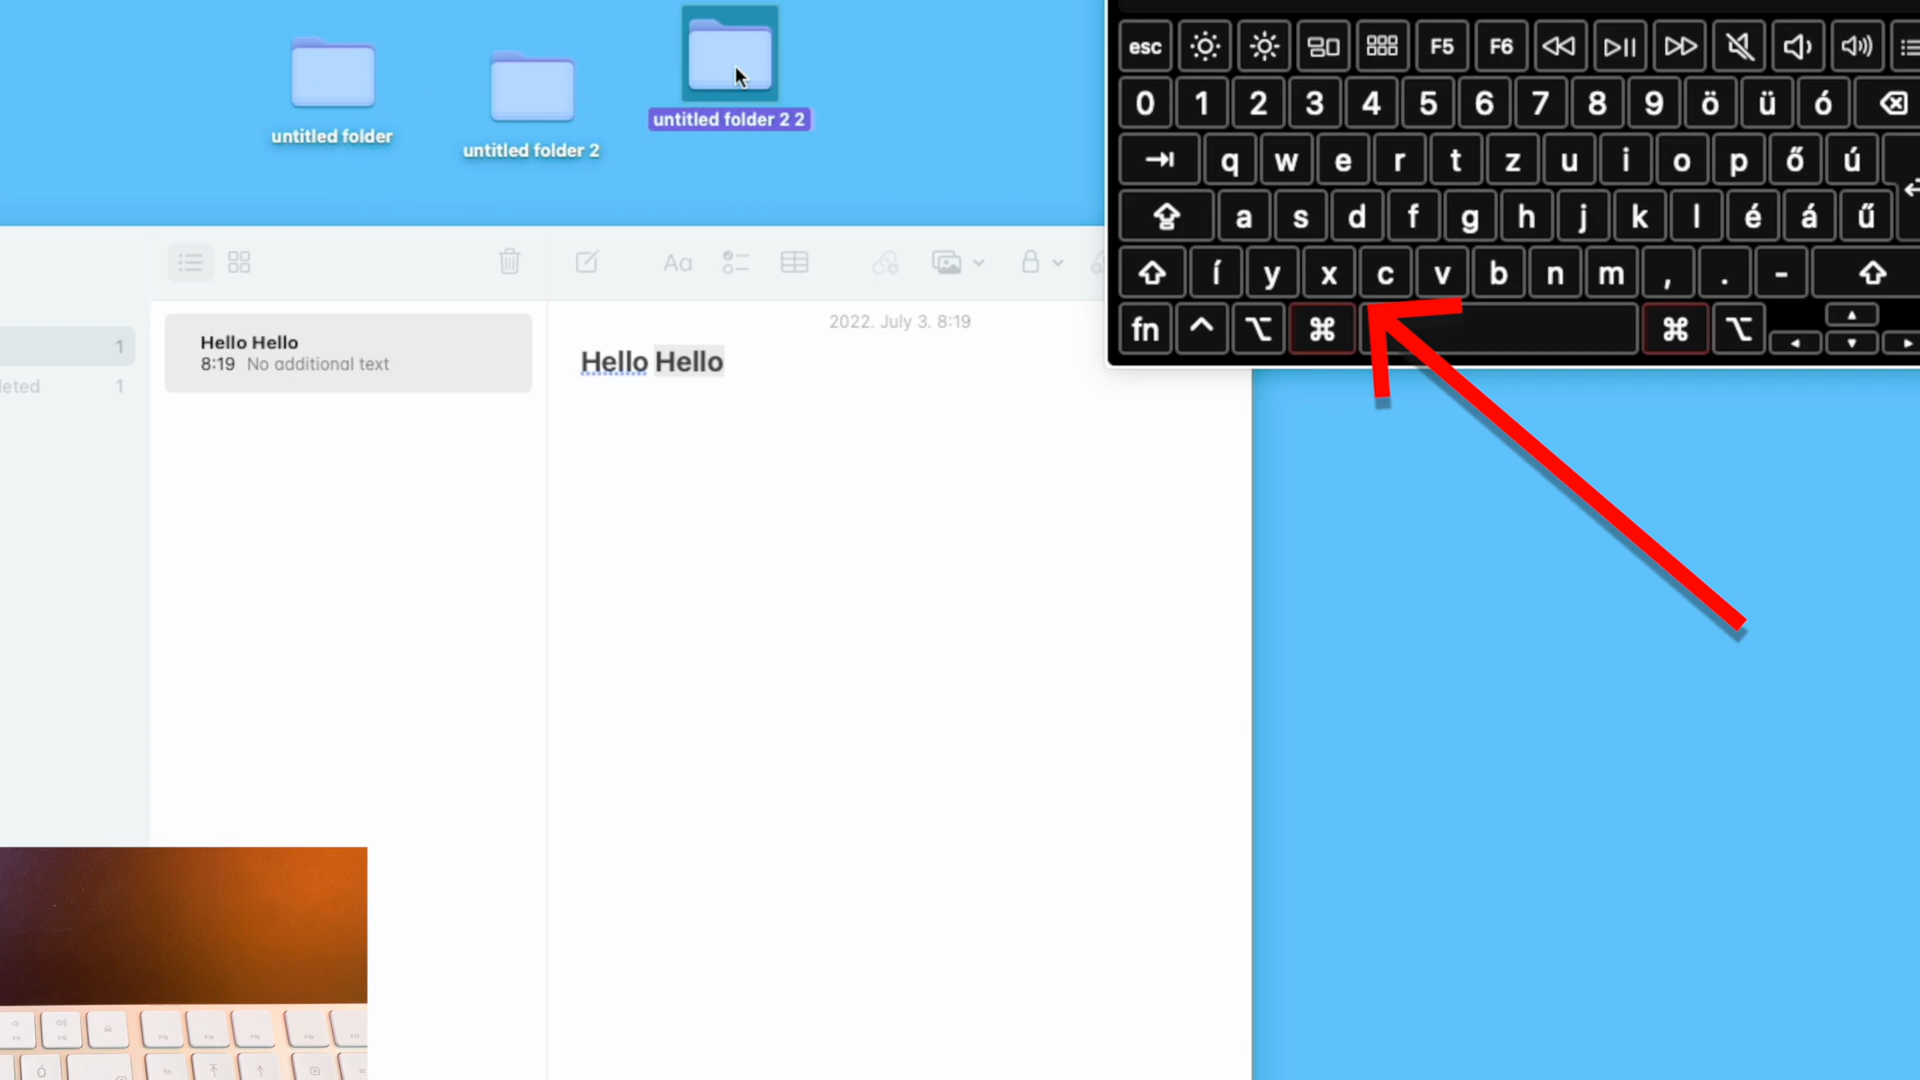 untitled folder
untitled folder 2
untitled folder 2 2
esc F5 F6
0 1 2 3 4 5 6 7 8 9 ö ü ó
q w e r t z u i o p ő ú
a s d f g h j k l é á ű
í y x c v b n m , . -
fn ^ ⌥ ⌘ ⌘ ⌥
Aa
1
leted 1
Hello Hello
8:19 No additional text
2022. July 3. 8:19
Hello Hello
Ó
fn